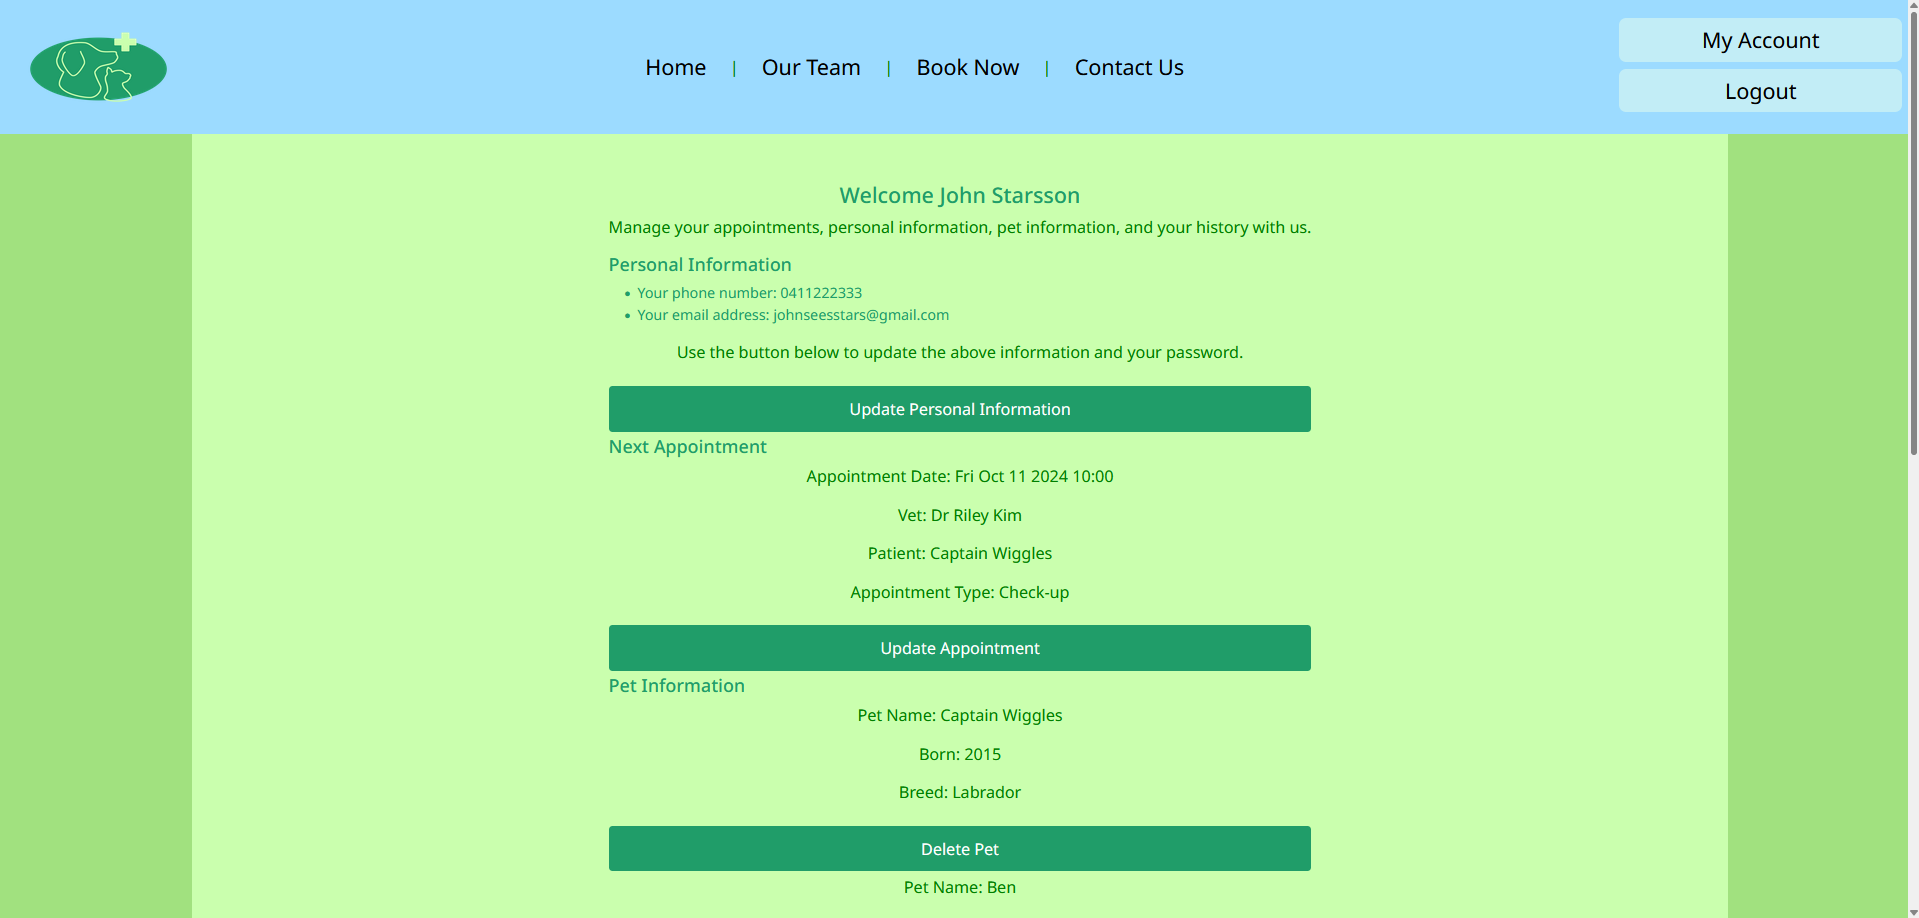 Home | Our Team | Book Now | Contact Us
My Account
Logout
Welcome John Starsson
Manage your appointments, personal information, pet information, and your history with us.
Personal Information
• Your phone number: 0411222333
• Your email address: johnseesstars@gmail.com
Use the button below to update the above information and your password.
Update Personal Information
Next Appointment
Appointment Date: Fri Oct 11 2024 10:00
Vet: Dr Riley Kim
Patient: Captain Wiggles
Appointment Type: Check-up
Update Appointment
Pet Information
Pet Name: Captain Wiggles
Born: 2015
Breed: Labrador
Delete Pet
Pet Name: Ben